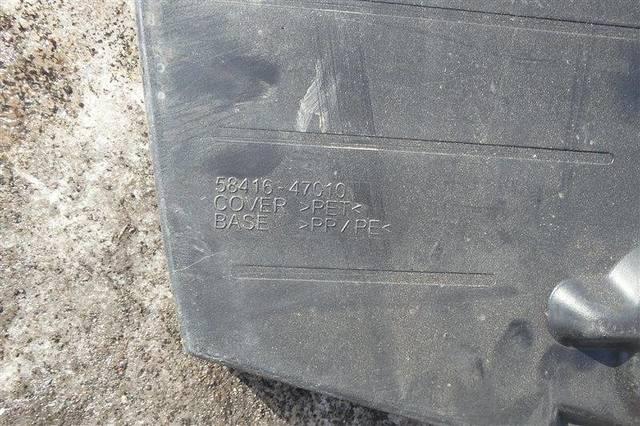 58416-47010
COVER >PET<
BASE >PP/PE<